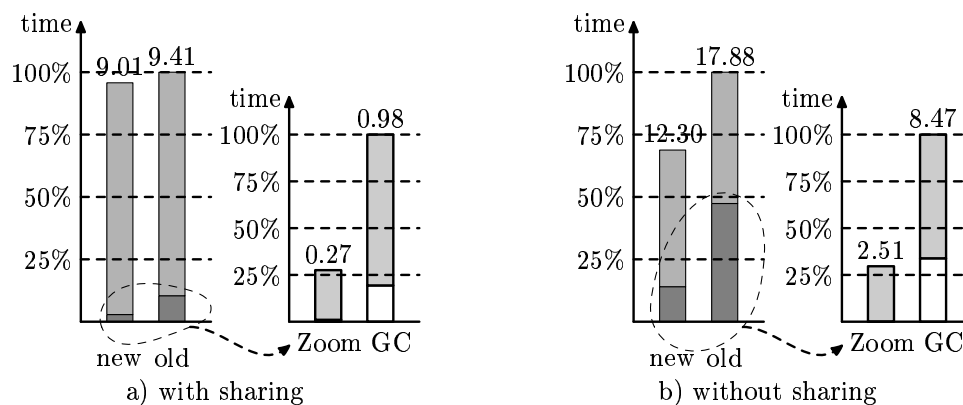 time
9.01 9.41
100%
75%
50%
25%
new old
time
0.98
100%
75%
50%
0.27
25%
Zoom GC
a) with sharing
time
17.88
100%
75%
12.30
50%
25%
new old
time
8.47
100%
75%
50%
2.51
25%
Zoom GC
b) without sharing